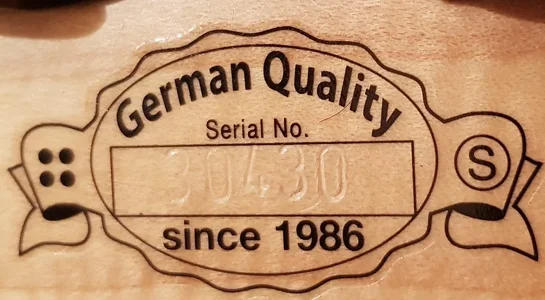 German Quality
Serial No.
30430
since 1986
S